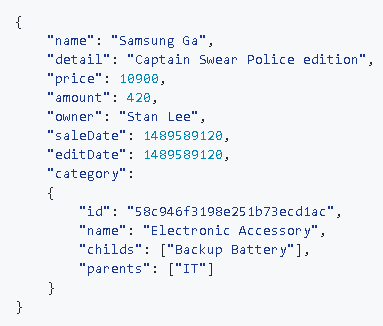 {
    "name": "Samsung Ga",
    "detail": "Captain Swear Police edition",
    "price": 10900,
    "amount": 420,
    "owner": "Stan Lee",
    "saleDate": 1489589120,
    "editDate": 1489589120,
    "category":
    {
        "id": "58c946f3198e251b73ecd1ac",
        "name": "Electronic Accessory",
        "childs": ["Backup Battery"],
        "parents": ["IT"]
    }
}